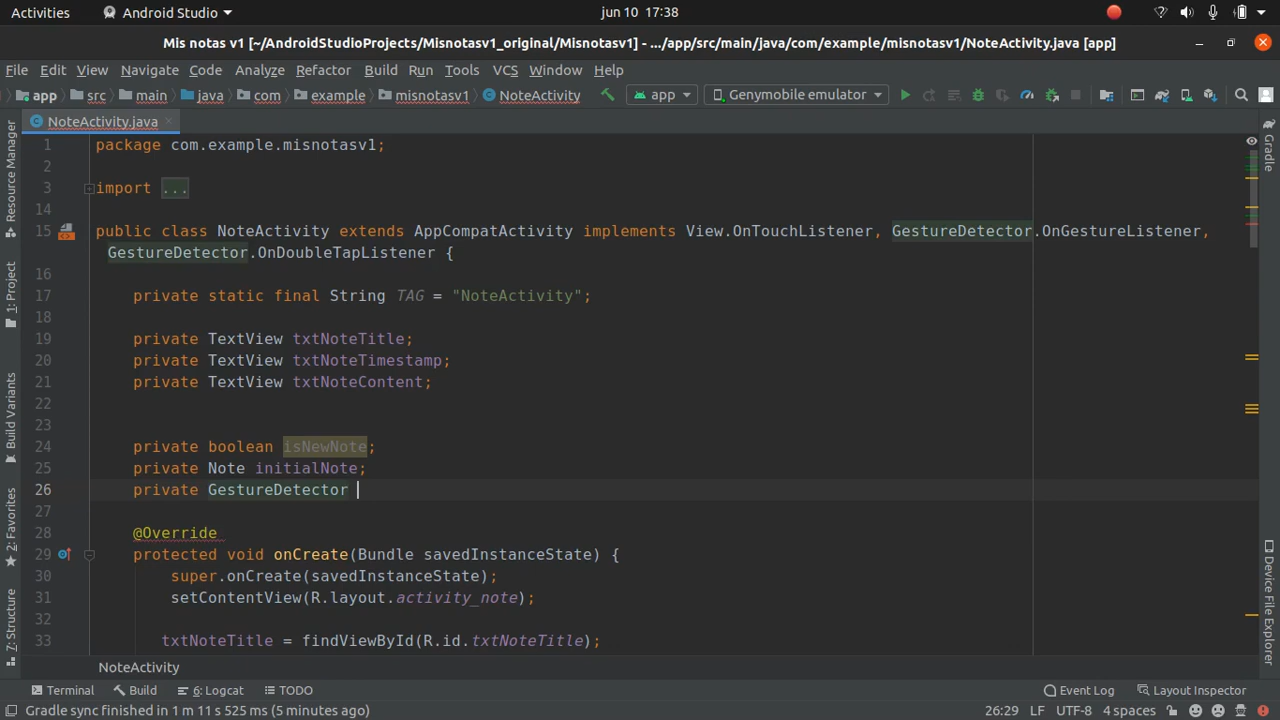 Activities
Android Studio
jun 10 17:38
Mis notas v1 [~/AndroidStudioProjects/Misnotasv1_original/Misnotasv1] - .../app/src/main/java/com/example/misnotasv1/NoteActivity.java [app]
File Edit View Navigate Code Analyze Refactor Build Run Tools VCS Window Help
app src main java com example misnotasv1 NoteActivity app Genymobile emulator
NoteActivity.java
Resource Manager
1: Project
Build Variants
2: Favorites
7: Structure
1 package com.example.misnotasv1;
2
3 import ...
14
15 public class NoteActivity extends AppCompatActivity implements View.OnTouchListener, GestureDetector.OnGestureListener,
GestureDetector.OnDoubleTapListener {
16
17 private static final String TAG = "NoteActivity";
18
19 private TextView txtNoteTitle;
20 private TextView txtNoteTimestamp;
21 private TextView txtNoteContent;
22
23
24 private boolean isNewNote;
25 private Note initialNote;
26 private GestureDetector
27
28 @Override
29 protected void onCreate(Bundle savedInstanceState) {
30 super.onCreate(savedInstanceState);
31 setContentView(R.layout.activity_note);
32
33 txtNoteTitle = findViewById(R.id.txtNoteTitle);
Gradle
Device File Explorer
NoteActivity
Terminal Build 6: Logcat TODO Event Log Layout Inspector
Gradle sync finished in 1 m 11 s 525 ms (5 minutes ago) 26:29 LF UTF-8 4 spaces